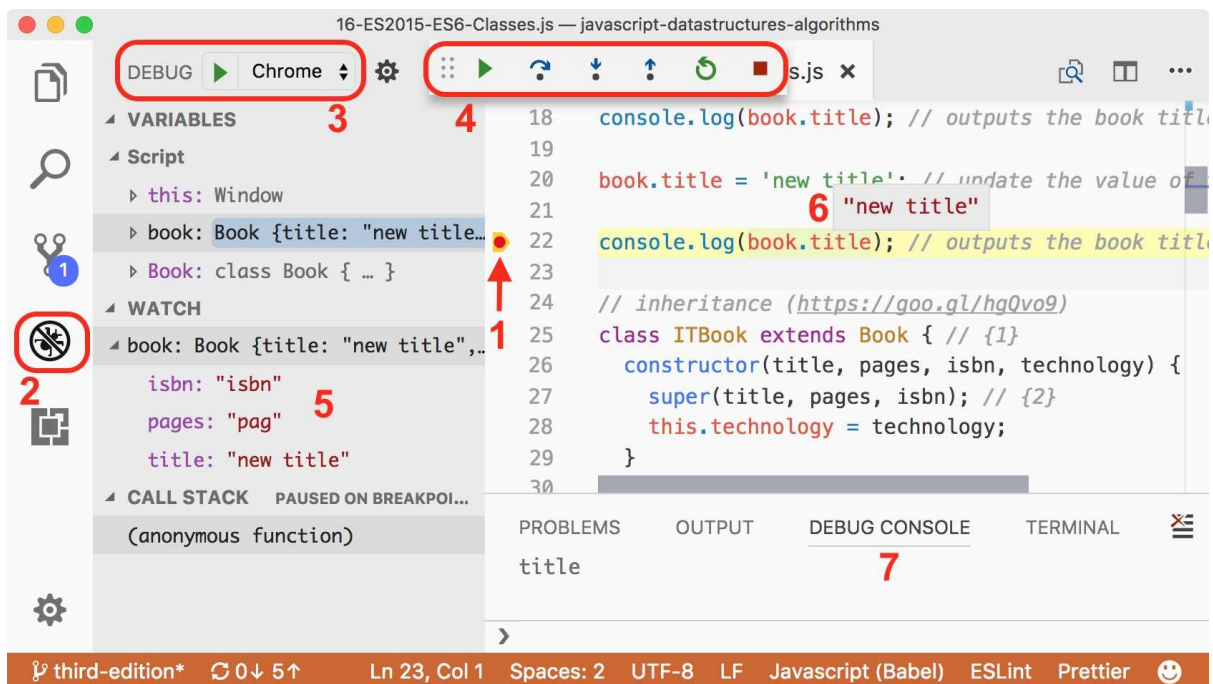 16-ES2015-ES6-Classes.js — javascript-datastructures-algorithms
DEBUG Chrome
3
4
s.js ×
VARIABLES
Script
this: Window
book: Book {title: "new title…
Book: class Book { … }
WATCH
book: Book {title: "new title",…
isbn: "isbn"
pages: "pag"
title: "new title"
5
CALL STACK PAUSED ON BREAKPOI…
(anonymous function)
1
2
1
18 console.log(book.title); // outputs the book title
19
20 book.title = 'new title'; // update the value of
21
6 "new title"
22 console.log(book.title); // outputs the book title
23
24 // inheritance (https://goo.gl/hgQvo9)
25 class ITBook extends Book { // {1}
26 constructor(title, pages, isbn, technology) {
27 super(title, pages, isbn); // {2}
28 this.technology = technology;
29 }
30
PROBLEMS OUTPUT DEBUG CONSOLE TERMINAL
7
title
❯
third-edition* 0↓ 5↑ Ln 23, Col 1 Spaces: 2 UTF-8 LF Javascript (Babel) ESLint Prettier